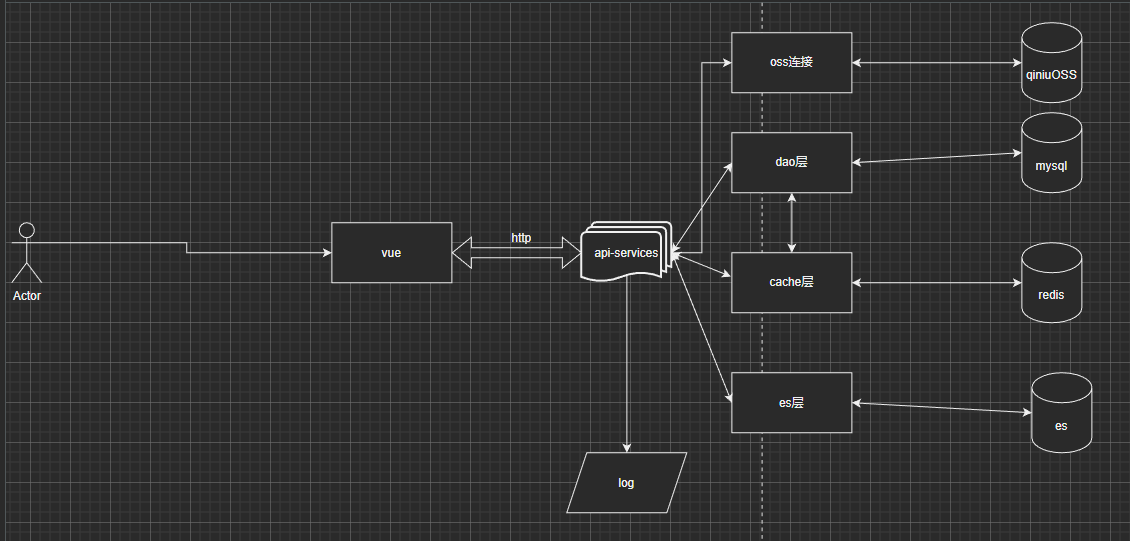 oss连接
qiniuOSS
dao层
mysql
http
vue
api-services
Actor
cache层
redis
es层
es
log